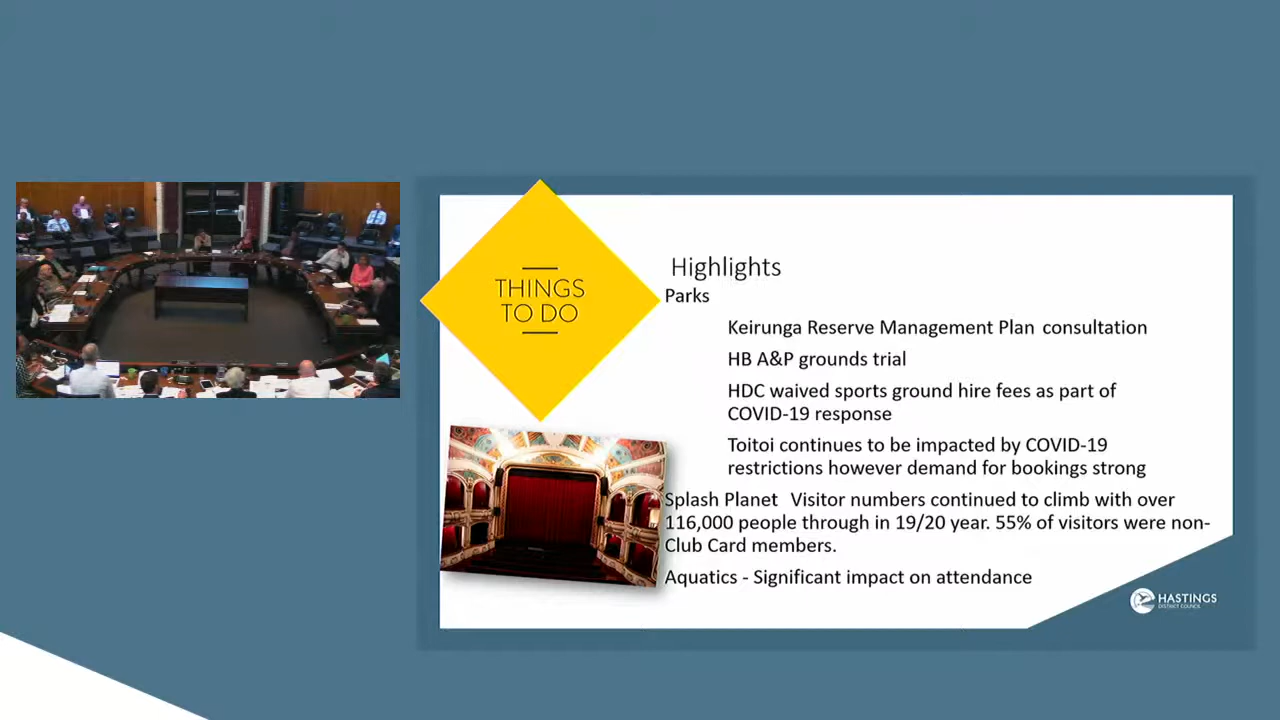 THINGS
TO DO
Highlights
Parks
Keirunga Reserve Management Plan consultation
HB A&P grounds trial
HDC waived sports ground hire fees as part of
COVID-19 response
Toitoi continues to be impacted by COVID-19
restrictions however demand for bookings strong
Splash Planet Visitor numbers continued to climb with over
116,000 people through in 19/20 year. 55% of visitors were non-
Club Card members.
Aquatics - Significant impact on attendance
HASTINGS
DISTRICT COUNCIL